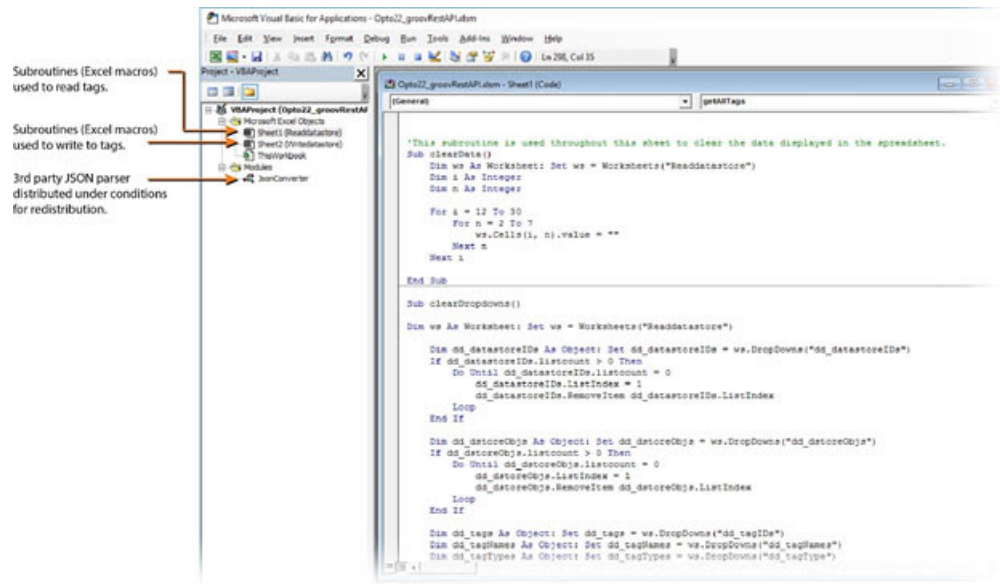 Microsoft Visual Basic for Applications - Opto22_groovRestAPI.xlsm
File Edit View Insert Format Debug Run Tools Add-Ins Window Help
Ln 298, Col 35
Project - VBAProject
Subroutines (Excel macros)
used to read tags.
Subroutines (Excel macros)
used to write to tags.
3rd party JSON parser
distributed under conditions
for redistribution.
VBAProject (Opto22_groovRestAP
Microsoft Excel Objects
Sheet1 (Readdatastore)
Sheet2 (Writedatastore)
ThisWorkbook
Modules
JsonConverter
Opto22_groovRestAPI.xlsm - Sheet1 (Code)
(General)
getAllTags
'This subroutine is used throughout this sheet to clear the data displayed in the spreadsheet.
Sub clearData()
Dim ws As Worksheet: Set ws = Worksheets("Readdatastore")
Dim i As Integer
Dim n As Integer
For i = 12 To 30
For n = 2 To 7
ws.Cells(i, n).value = ""
Next n
Next i
End Sub
Sub clearDropdowns()
Dim ws As Worksheet: Set ws = Worksheets("Readdatastore")
Dim dd_datastoreIDs As Object: Set dd_datastoreIDs = ws.DropDowns("dd_datastoreIDs")
If dd_datastoreIDs.listcount > 0 Then
Do Until dd_datastoreIDs.listcount = 0
dd_datastoreIDs.ListIndex = 1
dd_datastoreIDs.RemoveItem dd_datastoreIDs.ListIndex
Loop
End If
Dim dd_dstoreObjs As Object: Set dd_dstoreObjs = ws.DropDowns("dd_dstoreObjs")
If dd_dstoreObjs.listcount > 0 Then
Do Until dd_dstoreObjs.listcount = 0
dd_dstoreObjs.ListIndex = 1
dd_dstoreObjs.RemoveItem dd_dstoreObjs.ListIndex
Loop
End If
Dim dd_tags As Object: Set dd_tags = ws.DropDowns("dd_tagIDs")
Dim dd_tagNames As Object: Set dd_tagNames = ws.DropDowns("dd_tagNames")
Dim dd_tagTypes As Object: Set dd_tagTypes = ws.DropDowns("dd_tagTypes")